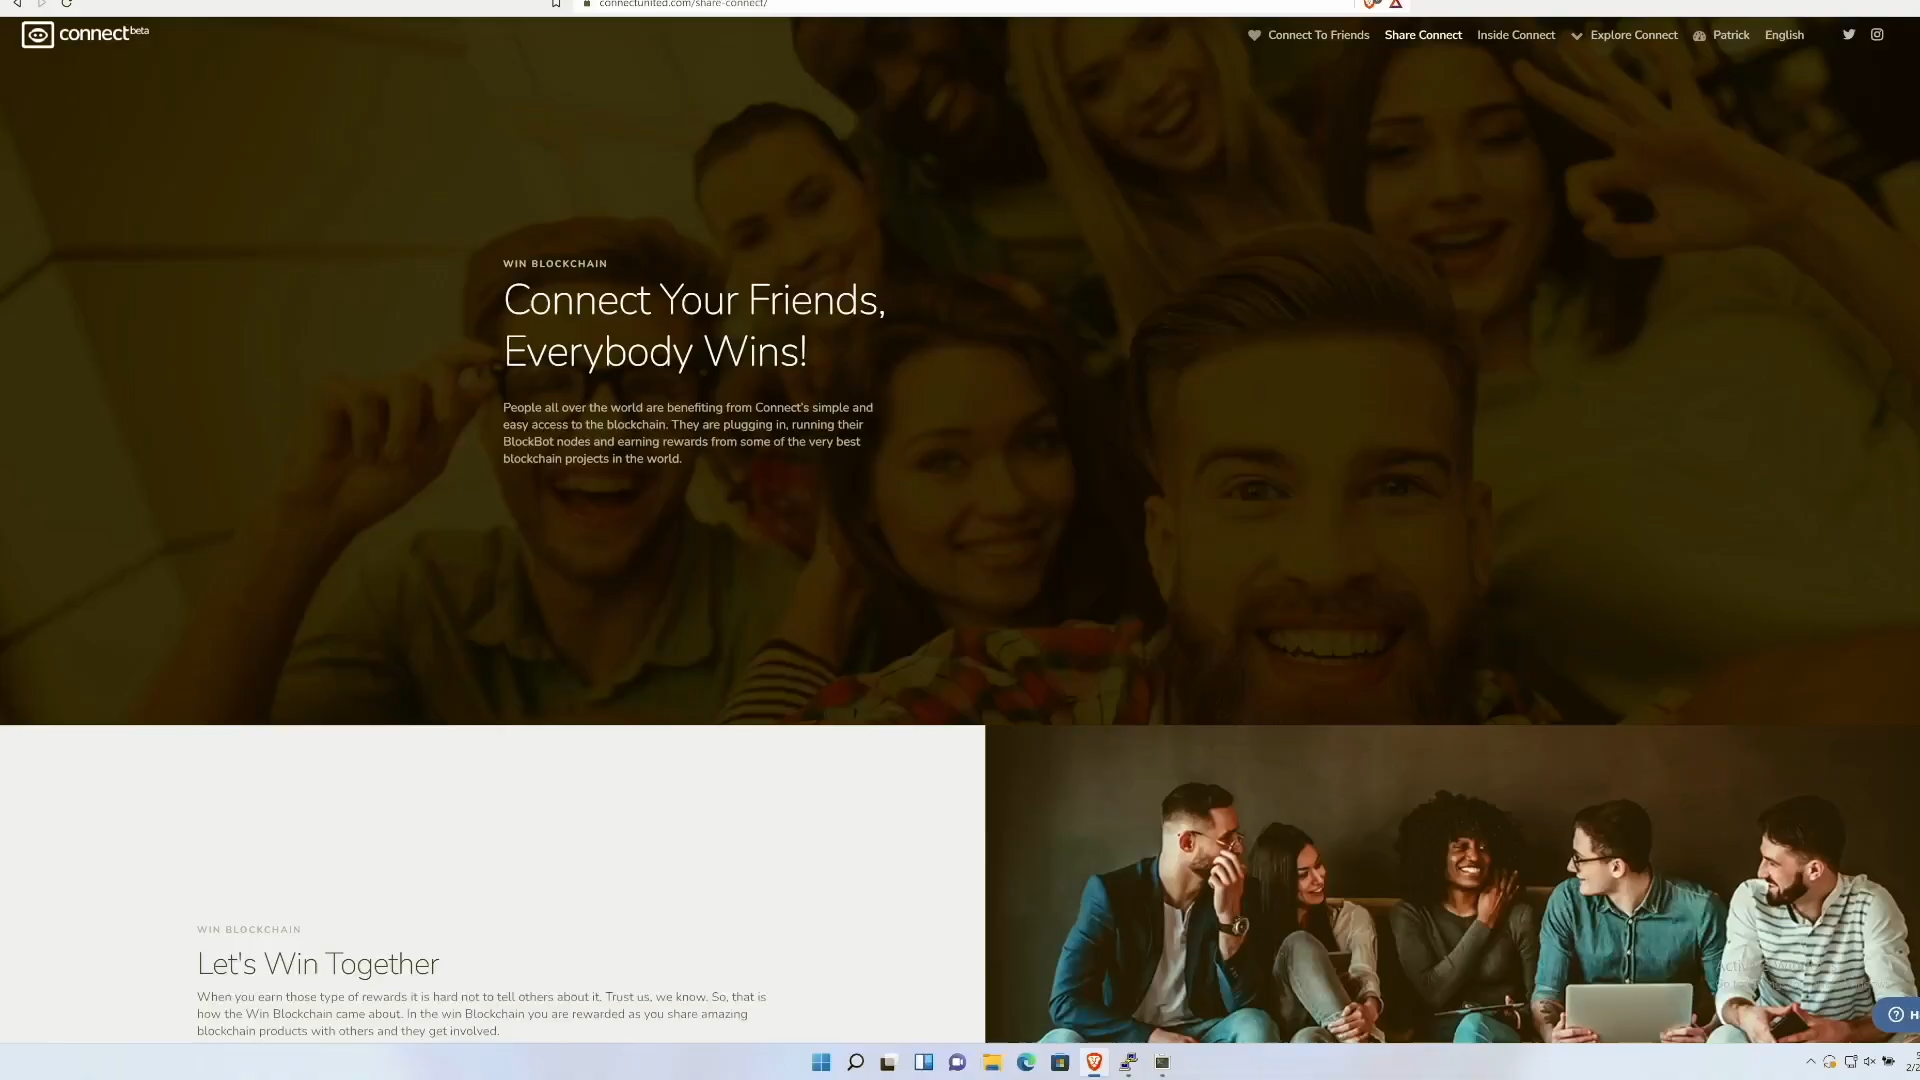 connectunited.com/share-connect/
connect beta
Connect To Friends
Share Connect
Inside Connect
Explore Connect
Patrick
English
WIN BLOCKCHAIN
Connect Your Friends,
Everybody Wins!
People all over the world are benefiting from Connect's simple and
easy access to the blockchain. They are plugging in, running their
BlockBot nodes and earning rewards from some of the very best
blockchain projects in the world.
WIN BLOCKCHAIN
Let's Win Together
When you earn those type of rewards it is hard not to tell others about it. Trust us, we know. So, that is
how the Win Blockchain came about. In the win Blockchain you are rewarded as you share amazing
blockchain products with others and they get involved.